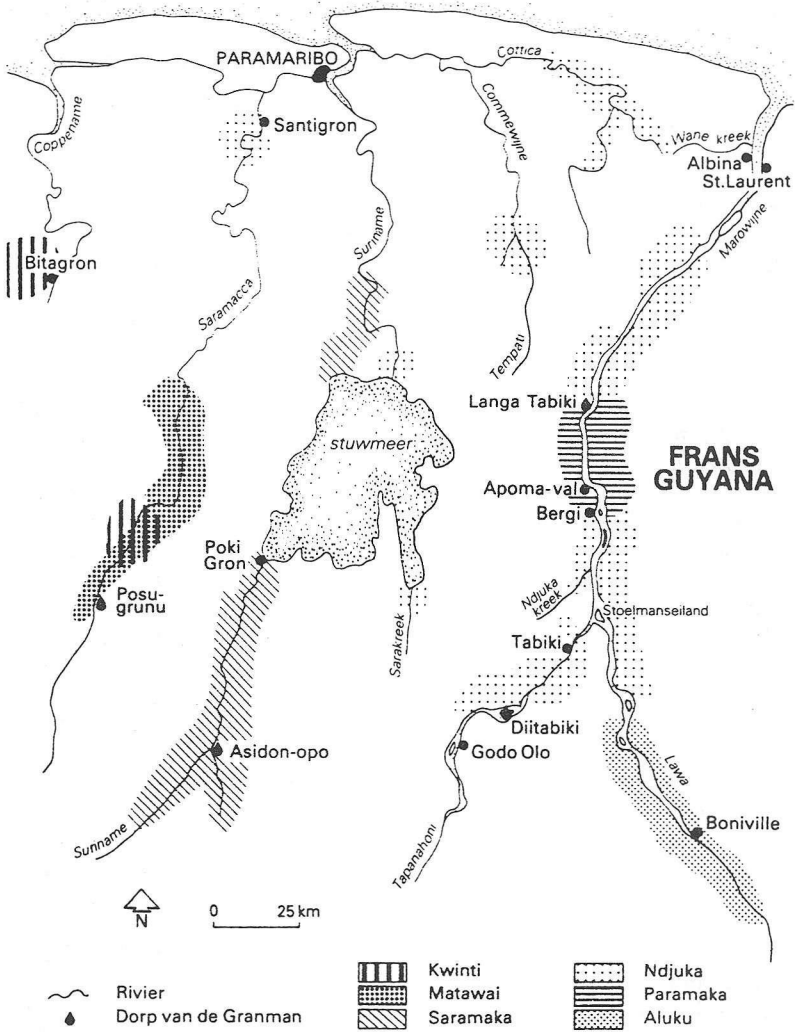 PARAMARIBO
Cottica
Coppename
Santigron
Commewijne
Wane kreek
Albina
St.Laurent
Marowijne
Suriname
Bitagron
Saramacca
Tempati
Langa Tabiki
stuwmeer
FRANS
GUYANA
Apoma-val
Bergi
Poki
Gron
Posu-
grunu
Ndjuka
kreek
Stoelmanseiland
Sarakreek
Tabiki
Diitabiki
Asidon-opo
Godo Olo
Lawa
Boniville
Suriname
Tapanahoni
N
0 25 km
Rivier
Dorp van de Granman
Kwinti
Matawai
Saramaka
Ndjuka
Paramaka
Aluku